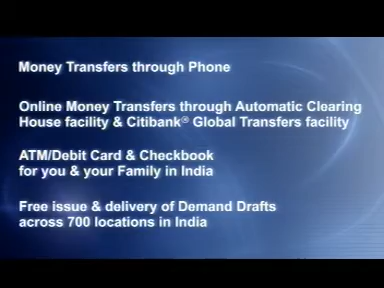 Money Transfers through Phone
Online Money Transfers through Automatic Clearing
House facility & Citibank® Global Transfers facility
ATM/Debit Card & Checkbook
for you & your Family in India
Free issue & delivery of Demand Drafts
across 700 locations in India